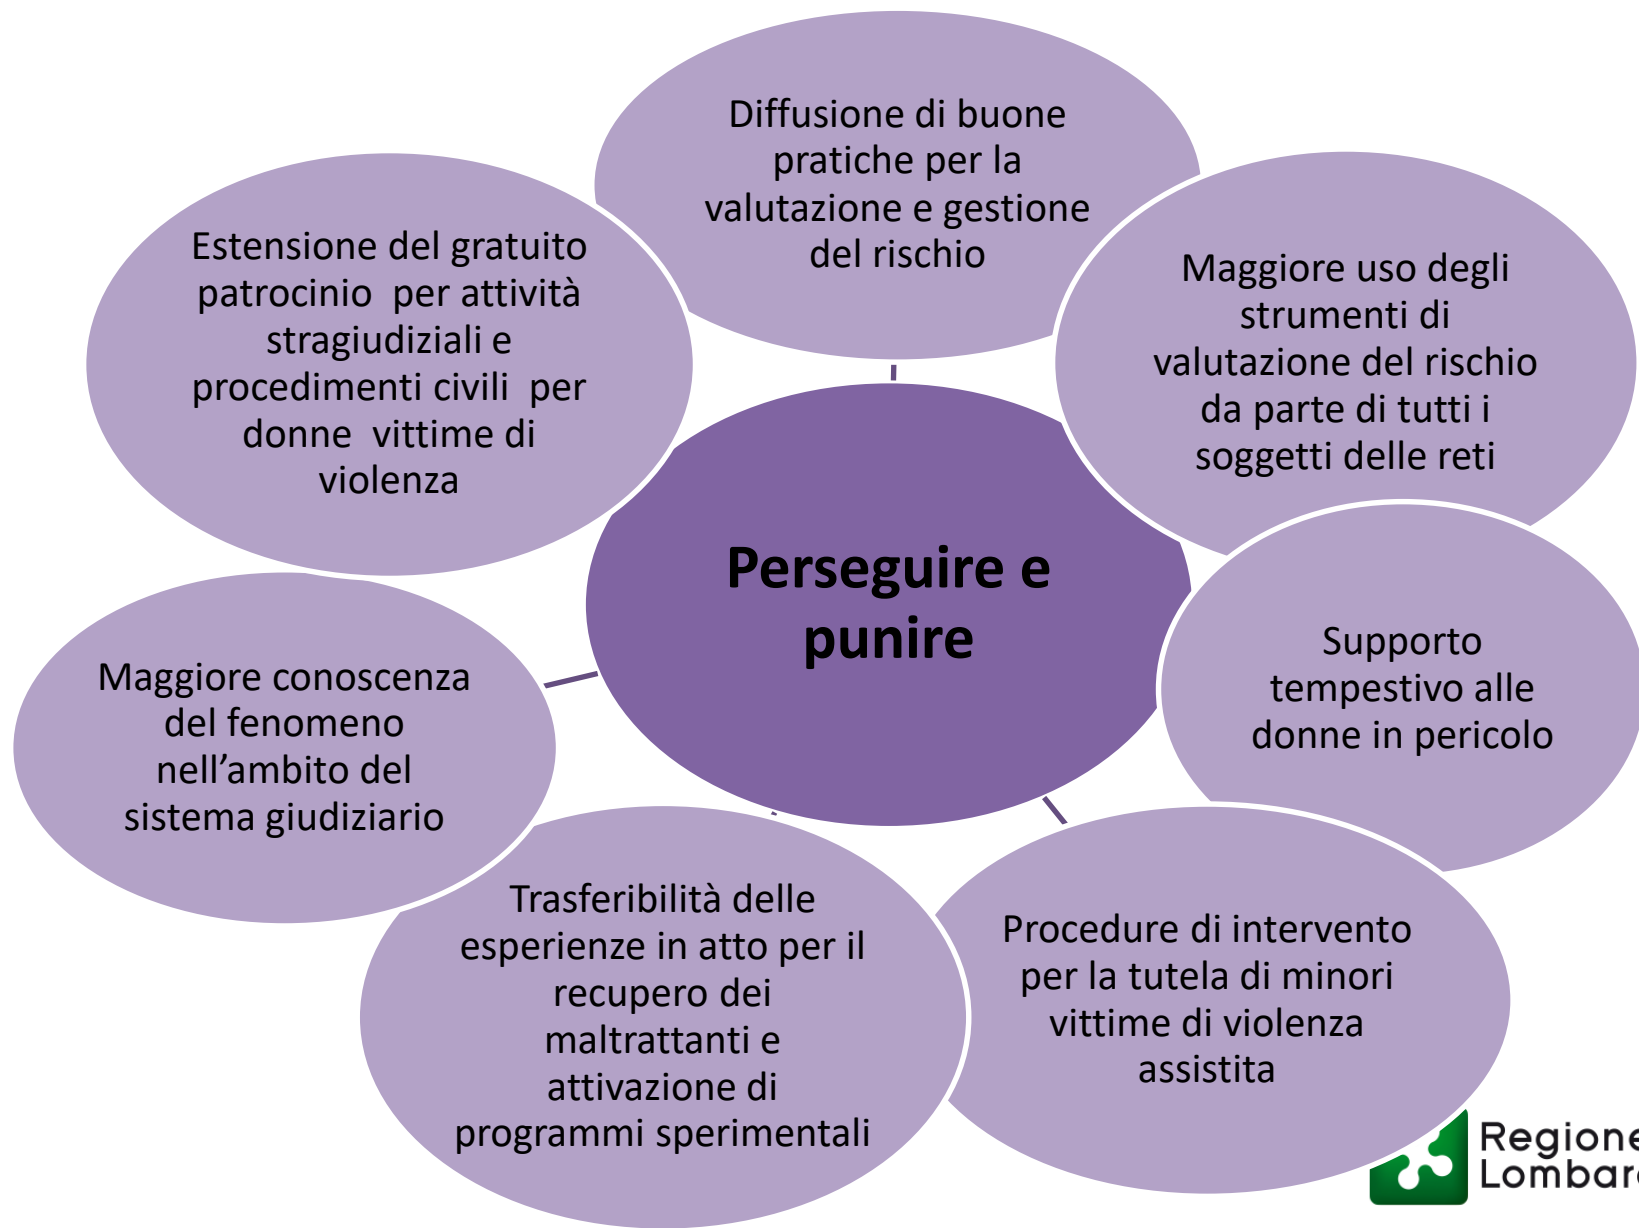 Diffusione di buone
pratiche per la
valutazione e gestione
del rischio
Maggiore uso degli
strumenti di
valutazione del rischio
da parte di tutti i
soggetti delle reti
Supporto
tempestivo alle
donne in pericolo
Procedure di intervento
per la tutela di minori
vittime di violenza
assistita
Trasferibilità delle
esperienze in atto per il
recupero dei
maltrattanti e
attivazione di
programmi sperimentali
Maggiore conoscenza
del fenomeno
nell’ambito del
sistema giudiziario
Estensione del gratuito
patrocinio per attività
stragiudiziali e
procedimenti civili per
donne vittime di
violenza
Perseguire e
punire
Regione